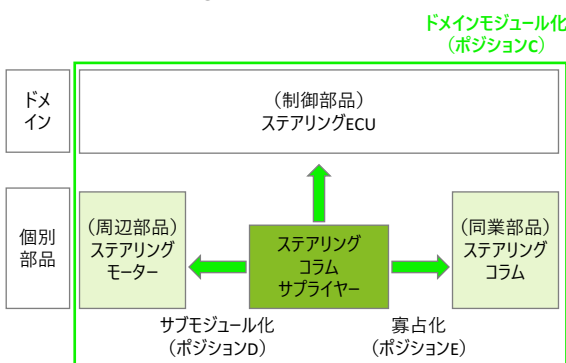 ドメインモジュール化
（ポジションC）
ドメ
イン
（制御部品）
ステアリングECU
個別
部品
（周辺部品）
ステアリング
モーター
ステアリング
コラム
サプライヤー
（同業部品）
ステアリング
コラム
サブモジュール化
（ポジションD）
寡占化
（ポジションE）